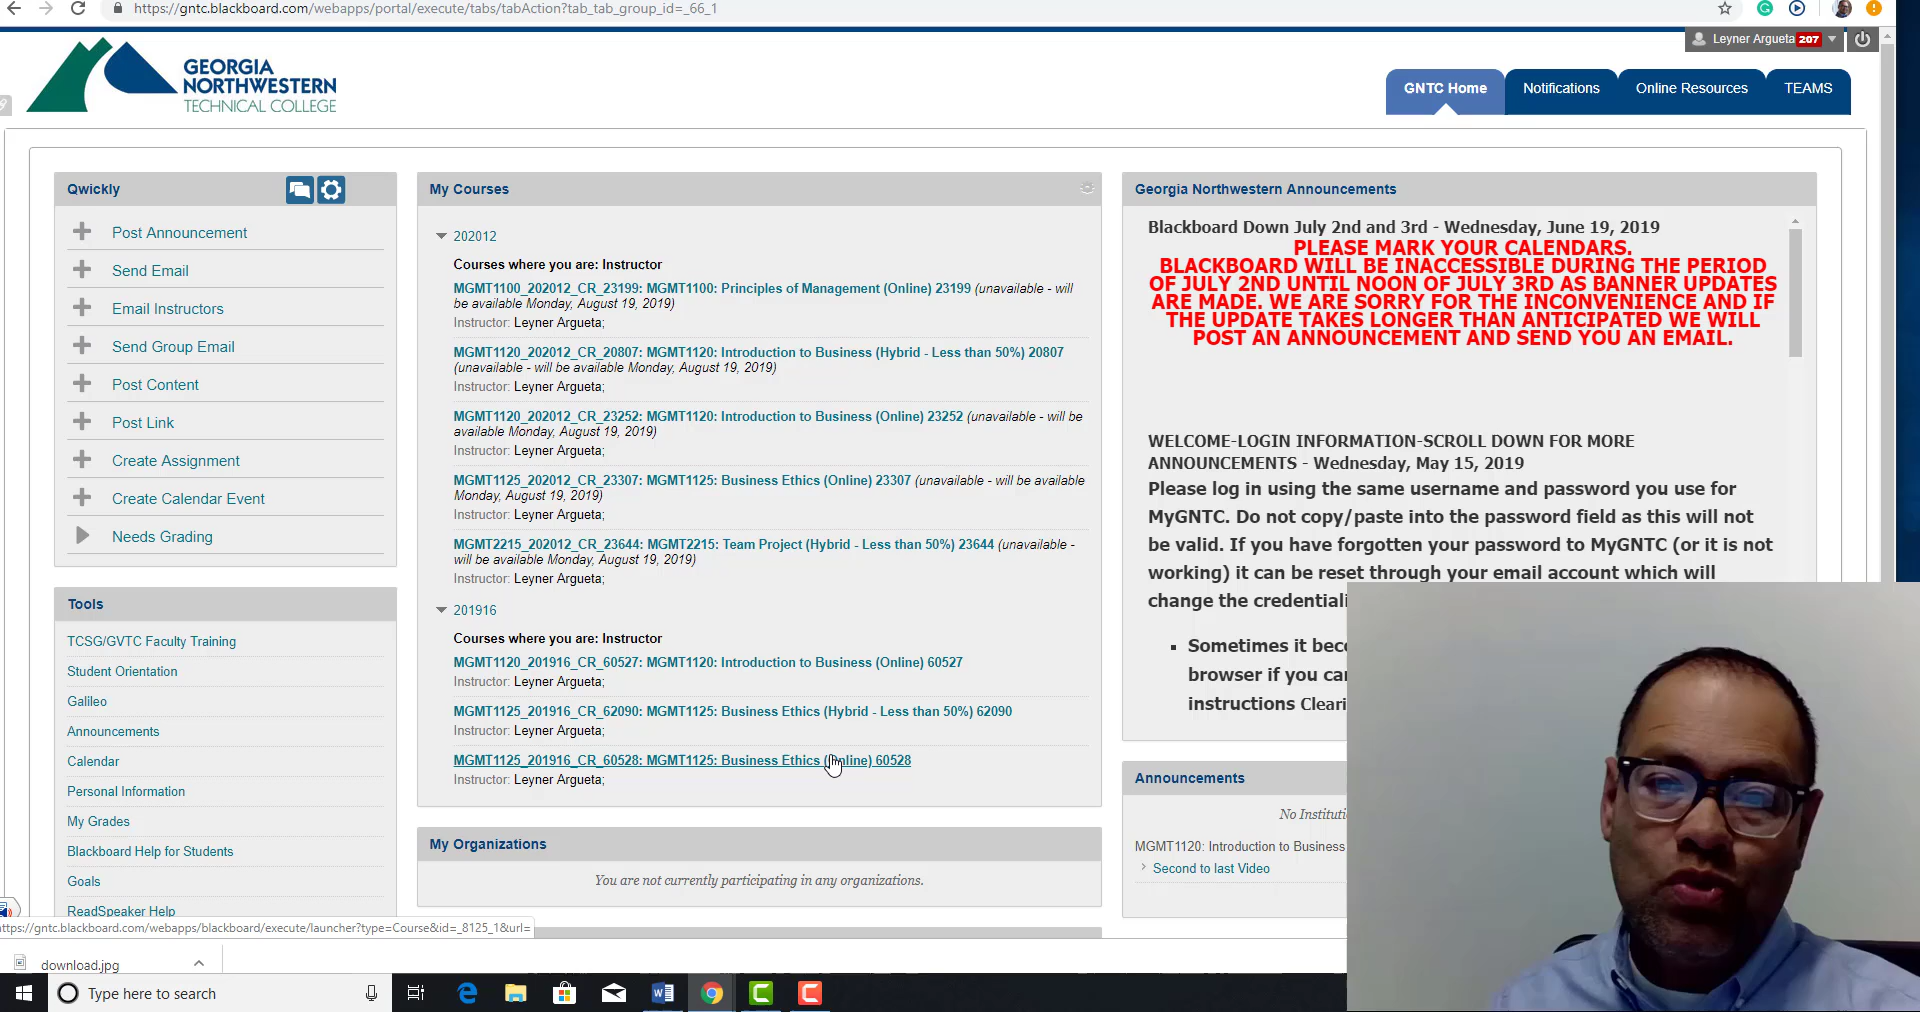 https://gntc.blackboard.com/webapps/portal/execute/tabs/tabAction?tab_tab_group_id=_66_1
Leyner Argueta 207
GEORGIA
NORTHWESTERN
TECHNICAL COLLEGE
GNTC Home
Notifications
Online Resources
TEAMS
Qwickly
Post Announcement
Send Email
Email Instructors
Send Group Email
Post Content
Post Link
Create Assignment
Create Calendar Event
Needs Grading
Tools
TCSG/GVTC Faculty Training
Student Orientation
Galileo
Announcements
Calendar
Personal Information
My Grades
Blackboard Help for Students
Goals
ReadSpeaker Help
My Courses
202012
Courses where you are: Instructor
MGMT1100_202012_CR_23199: MGMT1100: Principles of Management (Online) 23199 (unavailable - will
be available Monday, August 19, 2019)
Instructor: Leyner Argueta;
MGMT1120_202012_CR_20807: MGMT1120: Introduction to Business (Hybrid - Less than 50%) 20807
(unavailable - will be available Monday, August 19, 2019)
Instructor: Leyner Argueta;
MGMT1120_202012_CR_23252: MGMT1120: Introduction to Business (Online) 23252 (unavailable - will be
available Monday, August 19, 2019)
Instructor: Leyner Argueta;
MGMT1125_202012_CR_23307: MGMT1125: Business Ethics (Online) 23307 (unavailable - will be available
Monday, August 19, 2019)
Instructor: Leyner Argueta;
MGMT2215_202012_CR_23644: MGMT2215: Team Project (Hybrid - Less than 50%) 23644 (unavailable -
will be available Monday, August 19, 2019)
Instructor: Leyner Argueta;
201916
Courses where you are: Instructor
MGMT1120_201916_CR_60527: MGMT1120: Introduction to Business (Online) 60527
Instructor: Leyner Argueta;
MGMT1125_201916_CR_62090: MGMT1125: Business Ethics (Hybrid - Less than 50%) 62090
Instructor: Leyner Argueta;
MGMT1125_201916_CR_60528: MGMT1125: Business Ethics (Online) 60528
Instructor: Leyner Argueta;
My Organizations
You are not currently participating in any organizations.
Georgia Northwestern Announcements
Blackboard Down July 2nd and 3rd - Wednesday, June 19, 2019
PLEASE MARK YOUR CALENDARS.
BLACKBOARD WILL BE INACCESSIBLE DURING THE PERIOD
OF JULY 2ND UNTIL NOON OF JULY 3RD AS BANNER UPDATES
ARE MADE. WE ARE SORRY FOR THE INCONVENIENCE AND IF
THE UPDATE TAKES LONGER THAN ANTICIPATED WE WILL
POST AN ANNOUNCEMENT AND SEND YOU AN EMAIL.
WELCOME-LOGIN INFORMATION-SCROLL DOWN FOR MORE
ANNOUNCEMENTS - Wednesday, May 15, 2019
Please log in using the same username and password you use for
MyGNTC. Do not copy/paste into the password field as this will not
be valid. If you have forgotten your password to MyGNTC (or it is not
working) it can be reset through your email account which will
change the credentiali
Sometimes it beco
browser if you can
instructions Cleari
Announcements
No Institutio
MGMT1120: Introduction to Business
Second to last Video
https://gntc.blackboard.com/webapps/blackboard/execute/launcher?type=Course&id=_8125_1&url=
download.jpg
Type here to search